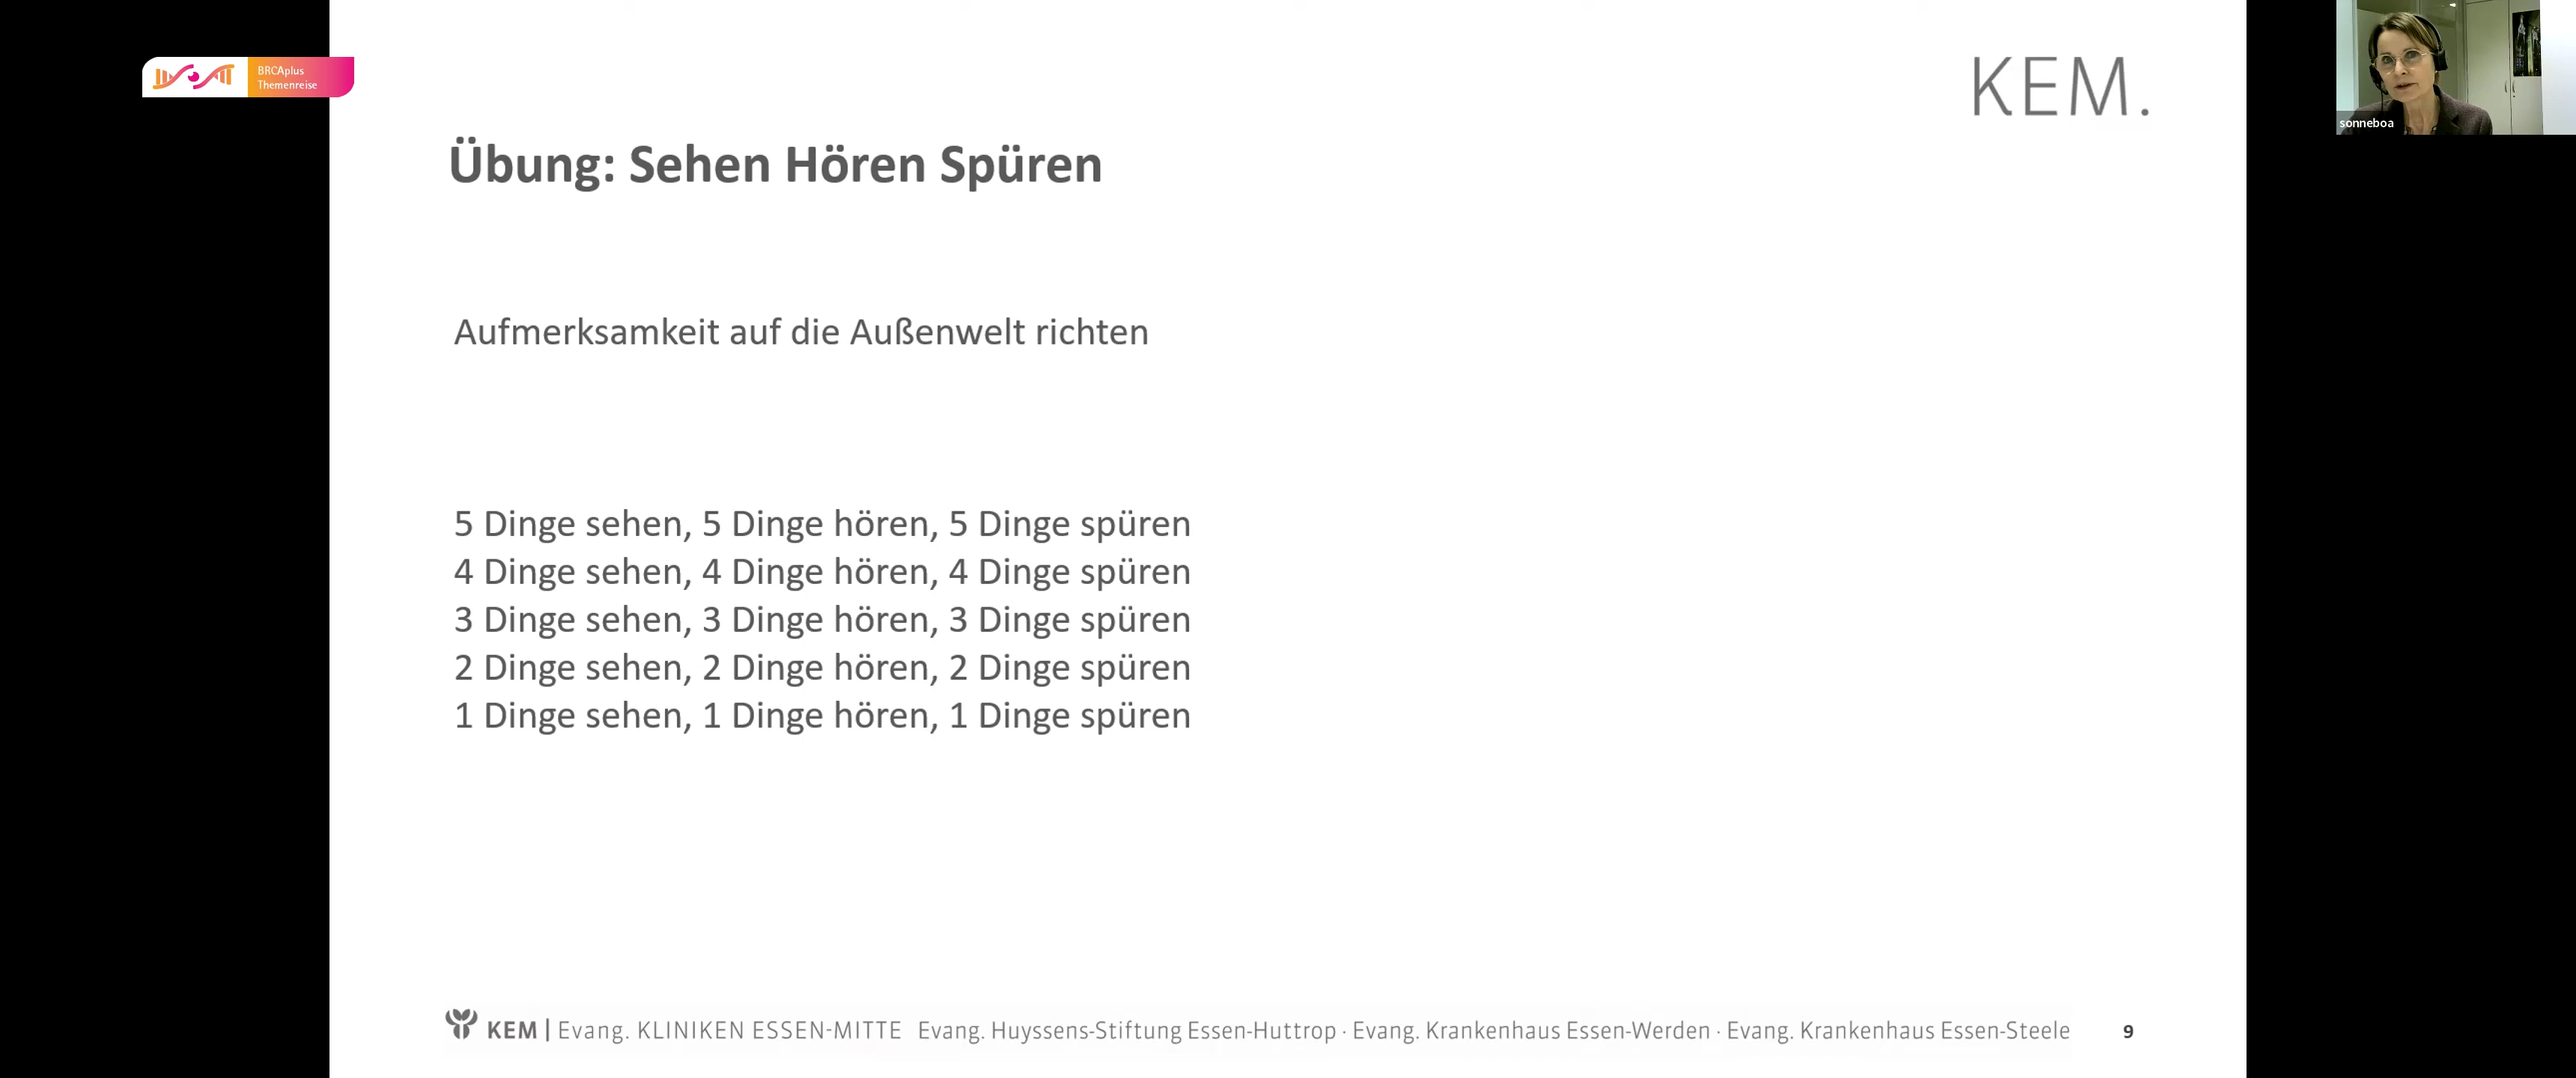 BRCAplus
Themenreise
KEM.
sonneboa
Übung: Sehen Hören Spüren
Aufmerksamkeit auf die Außenwelt richten
5 Dinge sehen, 5 Dinge hören, 5 Dinge spüren
4 Dinge sehen, 4 Dinge hören, 4 Dinge spüren
3 Dinge sehen, 3 Dinge hören, 3 Dinge spüren
2 Dinge sehen, 2 Dinge hören, 2 Dinge spüren
1 Dinge sehen, 1 Dinge hören, 1 Dinge spüren
KEM | Evang. KLINIKEN ESSEN-MITTE Evang. Huyssens-Stiftung Essen-Huttrop · Evang. Krankenhaus Essen-Werden · Evang. Krankenhaus Essen-Steele 9